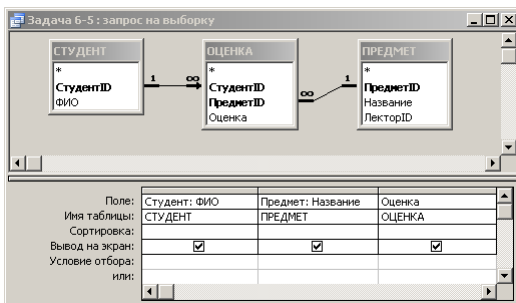 Задача 6-5 : запрос на выборку
СТУДЕНТ
*
СтудентID
ФИО
1
∞
ОЦЕНКА
*
СтудентID
ПредметID
Оценка
∞
1
ПРЕДМЕТ
*
ПредметID
Название
ЛекторID
Поле: Студент: ФИО Предмет: Название Оценка
Имя таблицы: СТУДЕНТ ПРЕДМЕТ ОЦЕНКА
Сортировка:
Вывод на экран:
Условие отбора:
или: